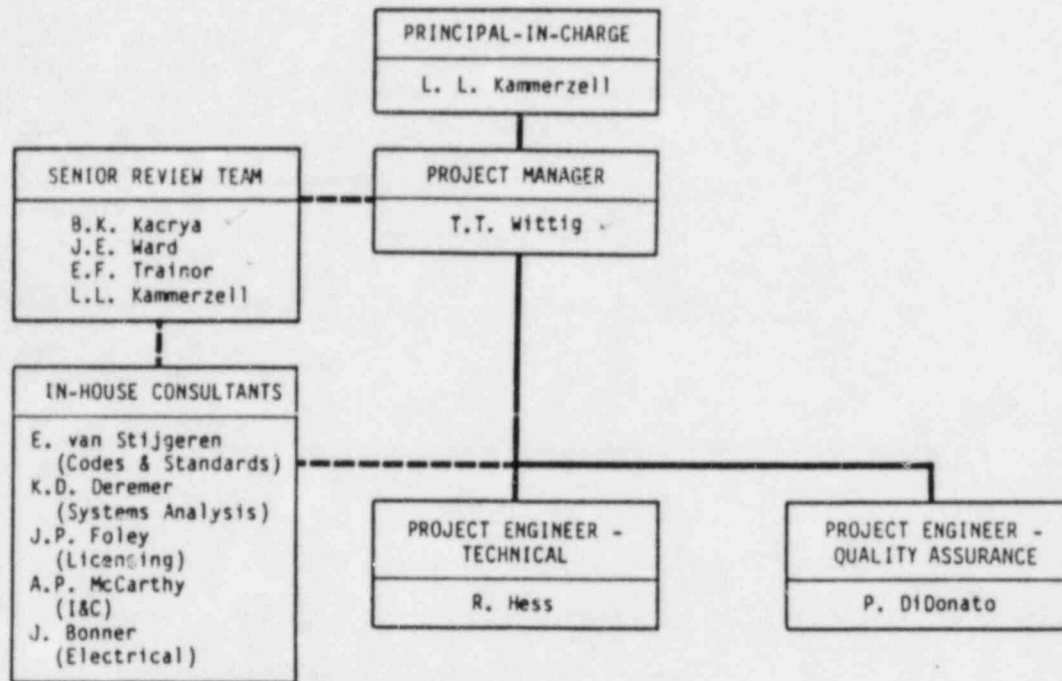 PRINCIPAL-IN-CHARGE
L. L. Kammerzell
SENIOR REVIEW TEAM
B.K. Kacrya
J.E. Ward
E.F. Trainor
L.L. Kammerzell
PROJECT MANAGER
T.T. Wittig
IN-HOUSE CONSULTANTS
E. van Stijgeren
(Codes & Standards)
K.D. Deremer
(Systems Analysis)
J.P. Foley
(Licensing)
A.P. McCarthy
(I&C)
J. Bonner
(Electrical)
PROJECT ENGINEER -
TECHNICAL
R. Hess
PROJECT ENGINEER -
QUALITY ASSURANCE
P. DiDonato